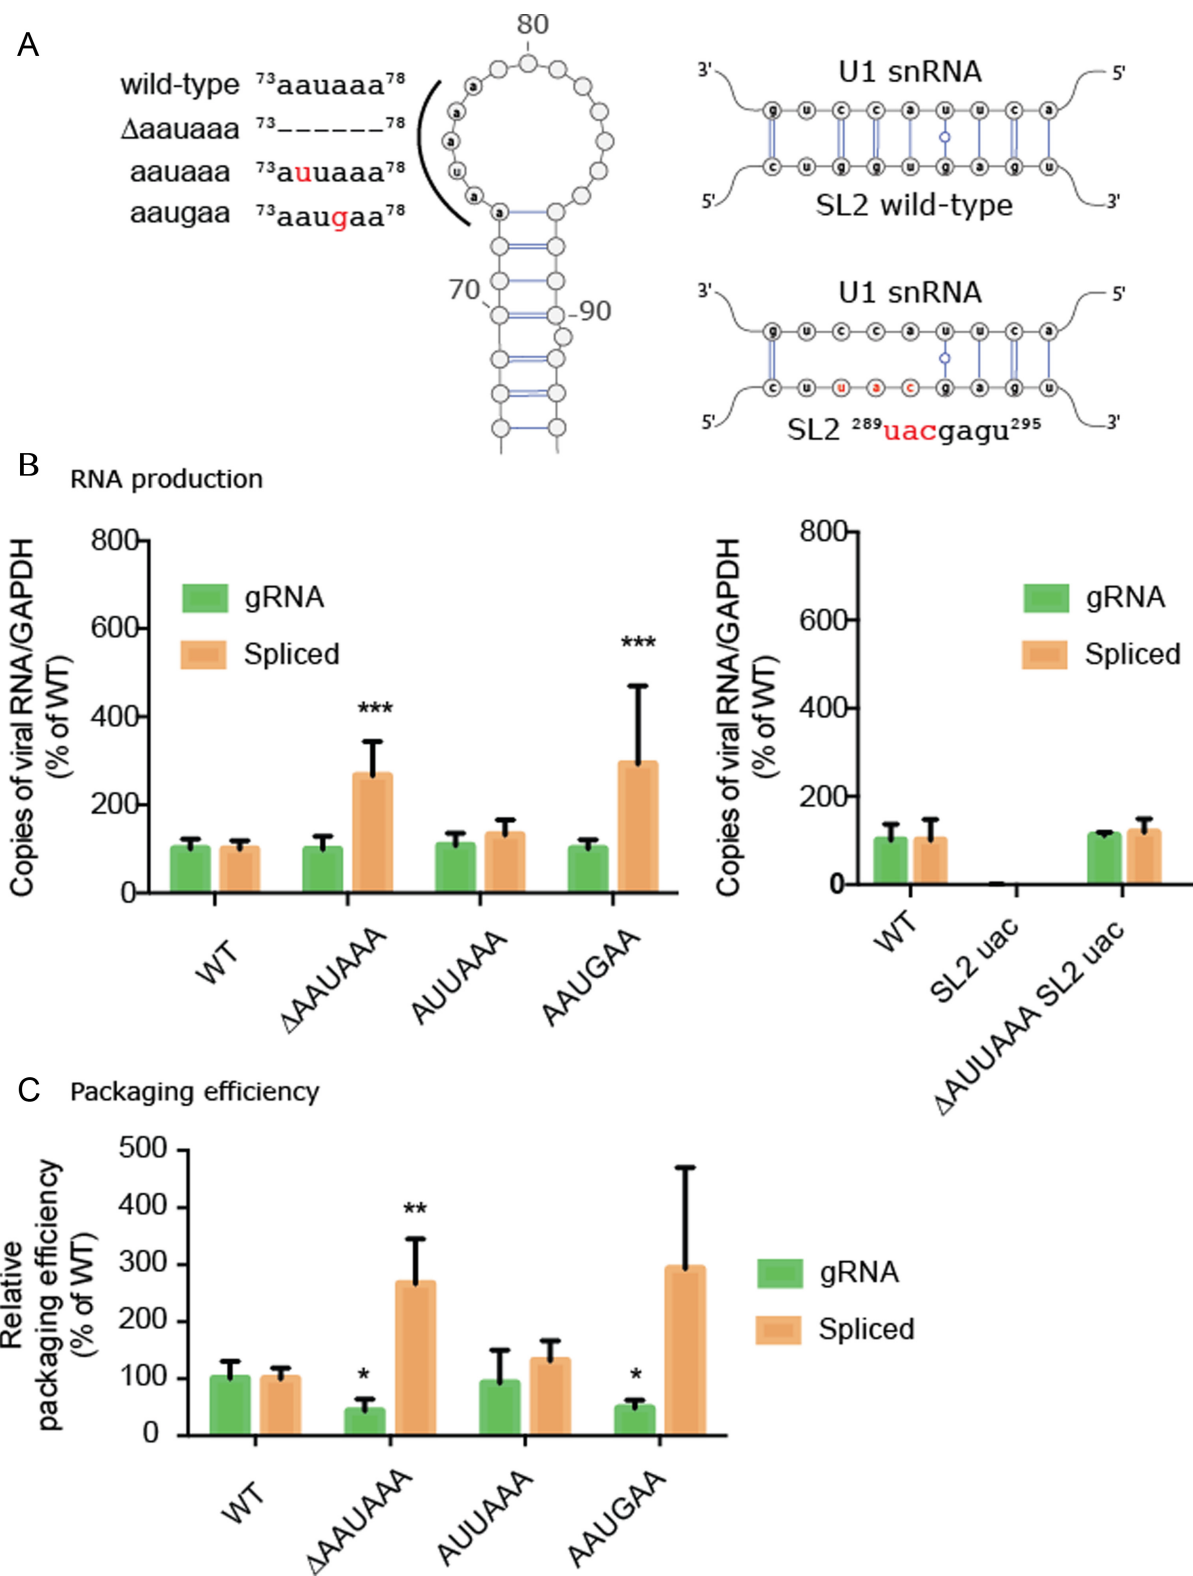 A
80
wild-type ⁷³aauaaa⁷⁸
Δaauaaa ⁷³------⁷⁸
aauaaa ⁷³auuaaa⁷⁸
aaugaa ⁷³aaugaa⁷⁸
a
a
a
u
a
a
70
90
3' U1 snRNA 5'
g u c c a u u c a
c u g g u g a g u
5' SL2 wild-type 3'
3' U1 snRNA 5'
g u c c a u u c a
c u u a c g a g u
5' SL2 ²⁸⁹uacgagu²⁹⁵ 3'
B RNA production
Copies of viral RNA/GAPDH
(% of WT)
800
600
400
200
0
gRNA
Spliced
***
***
WT
ΔAAUAAA
AUUAAA
AAUGAA
Copies of viral RNA/GAPDH
(% of WT)
800
600
400
200
0
gRNA
Spliced
WT
SL2 uac
ΔAUUAAA SL2 uac
C Packaging efficiency
Relative
packaging efficiency
(% of WT)
500
400
300
200
100
0
*
**
*
gRNA
Spliced
WT
ΔAAUAAA
AUUAAA
AAUGAA